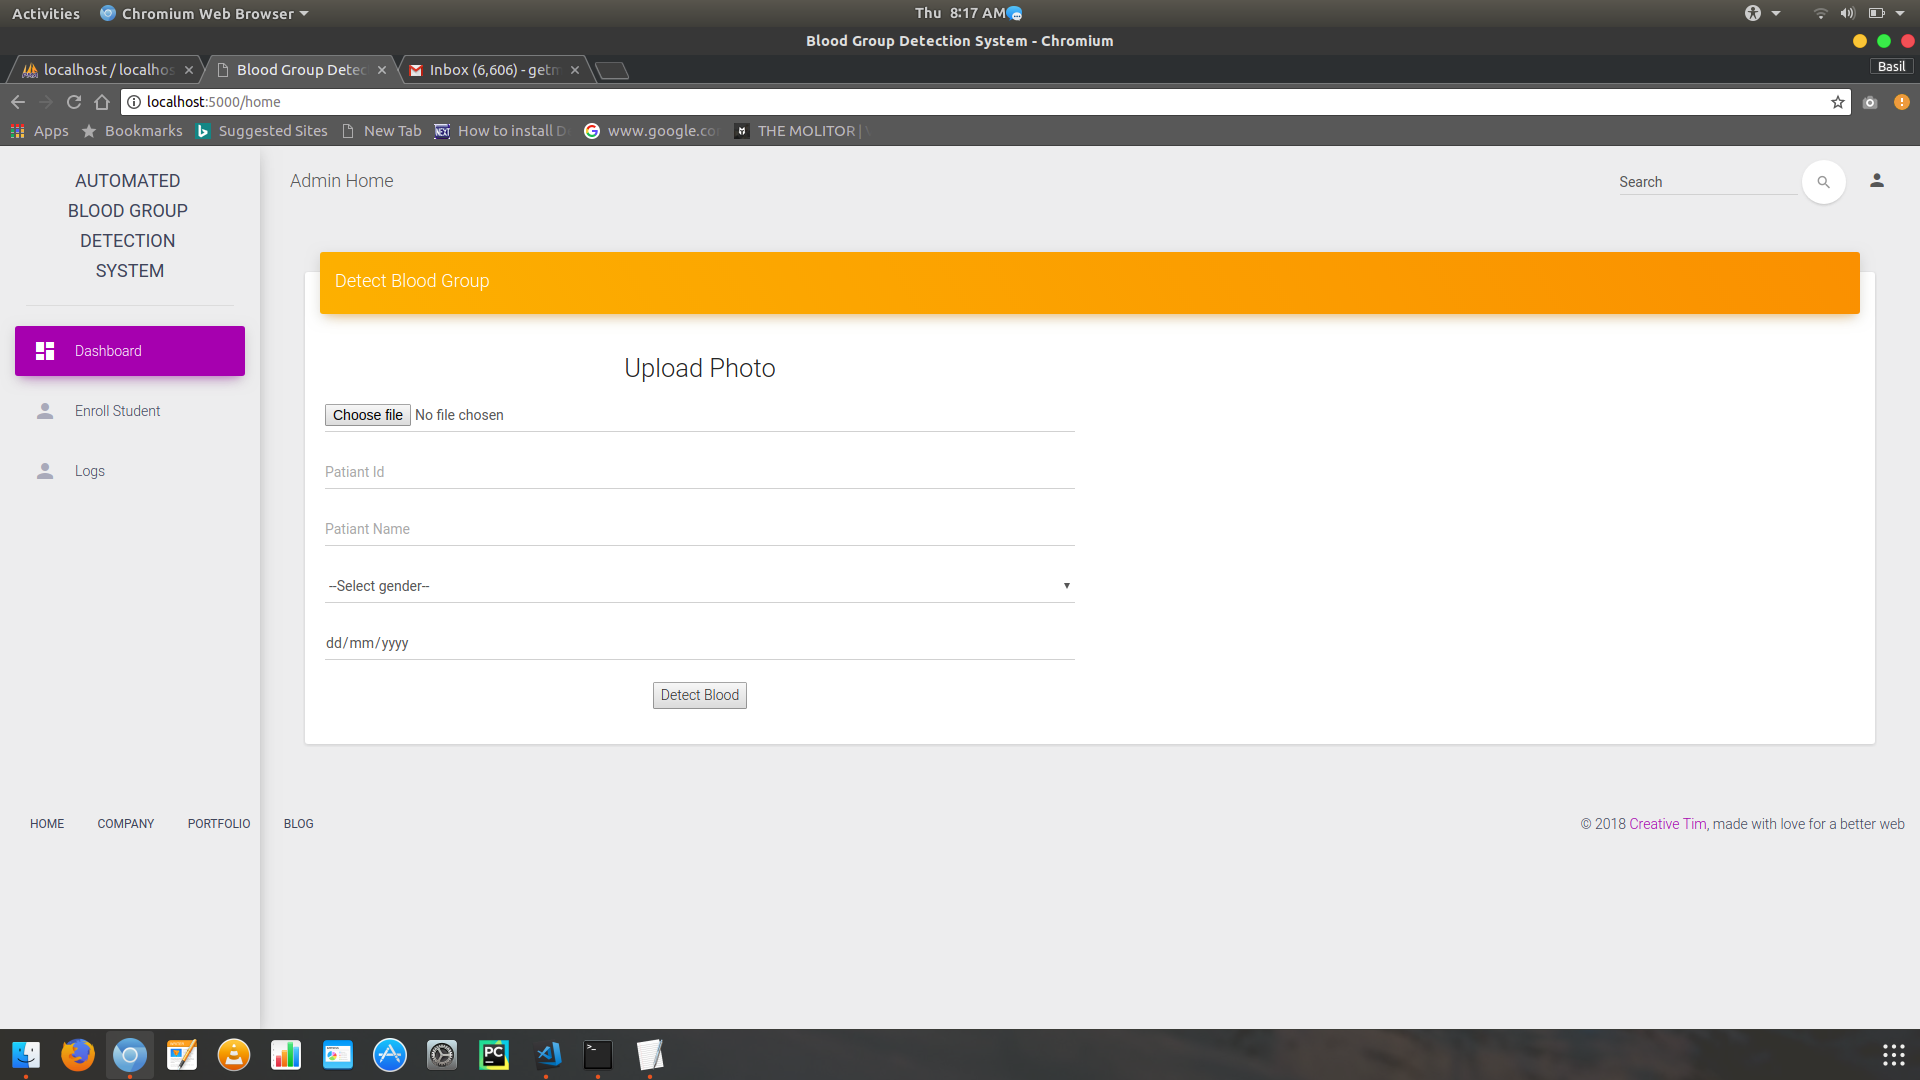 Activities
Chromium Web Browser
Thu 8:17 AM
Blood Group Detection System - Chromium
localhost / localhos
Blood Group Detec
Inbox (6,606) - getm
Basil
localhost:5000/home
Apps
Bookmarks
Suggested Sites
New Tab
How to install D
www.google.co
THE MOLITOR |
AUTOMATED
BLOOD GROUP
DETECTION
SYSTEM
Admin Home
Search
Detect Blood Group
Dashboard
Enroll Student
Logs
Upload Photo
Choose file No file chosen
Patiant Id
Patiant Name
--Select gender--
dd/mm/yyyy
Detect Blood
HOME
COMPANY
PORTFOLIO
BLOG
© 2018 Creative Tim, made with love for a better web
PC